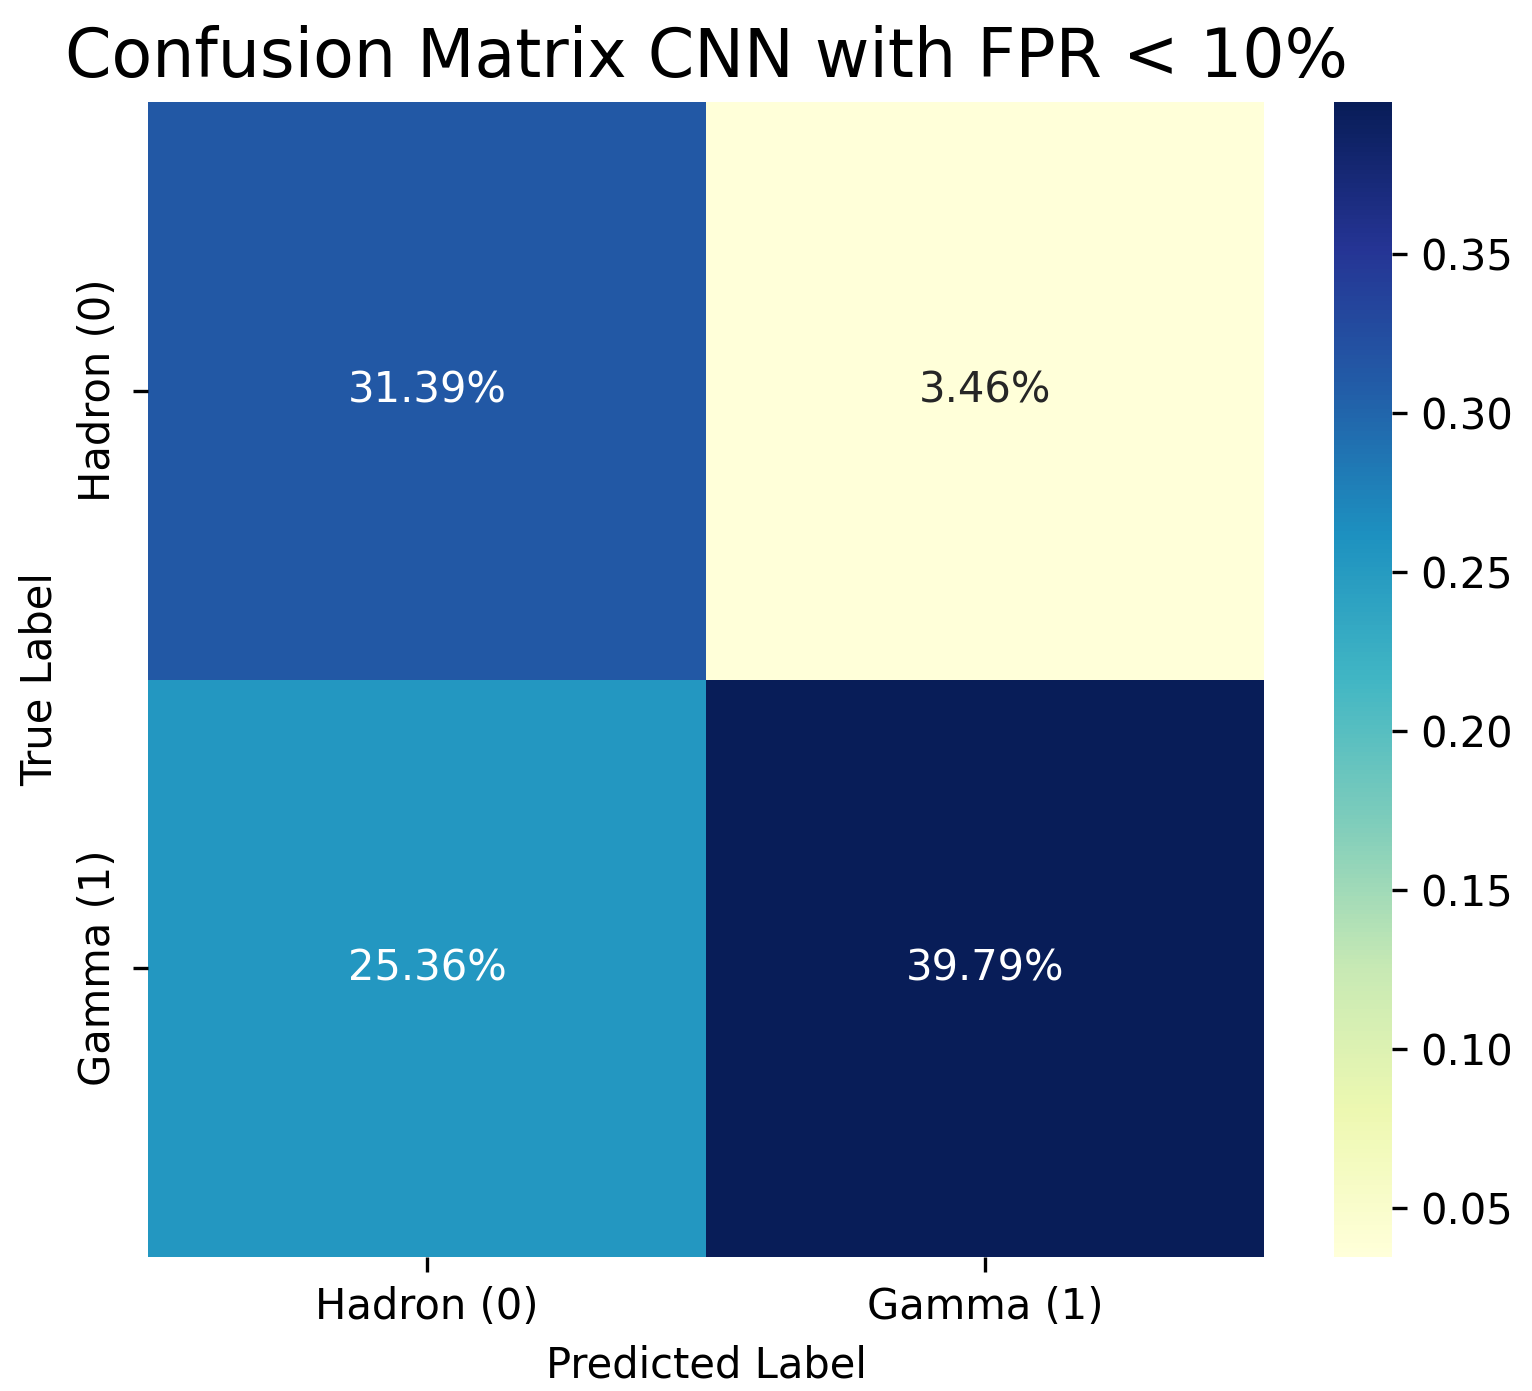 Confusion Matrix CNN with FPR < 10%
True Label
Hadron (0)
Gamma (1)
31.39%
3.46%
25.36%
39.79%
Hadron (0)
Gamma (1)
Predicted Label
0.35
0.30
0.25
0.20
0.15
0.10
0.05